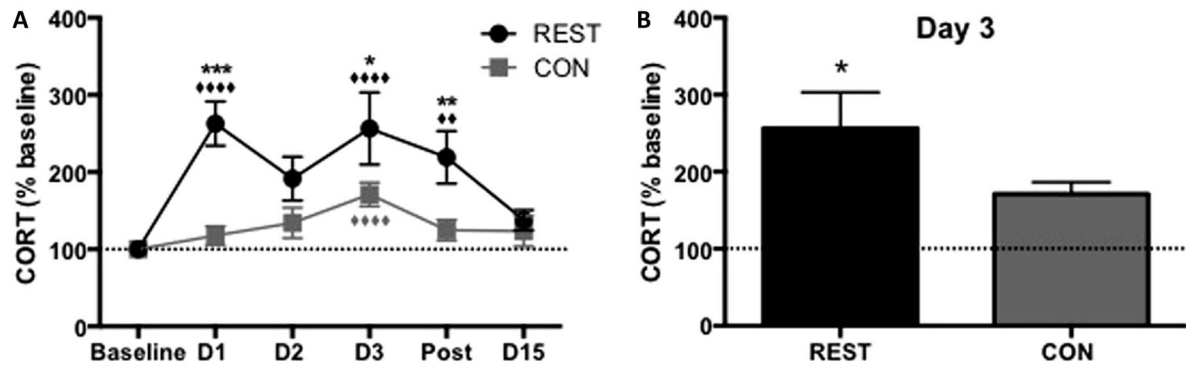 A
CORT (% baseline)
400
300
200
100
0
REST
CON
***
♦♦♦♦
*
♦♦♦♦
**
♦♦
♦♦♦♦
Baseline D1 D2 D3 Post D15
B
Day 3
CORT (% baseline)
400
300
200
100
0
*
REST CON